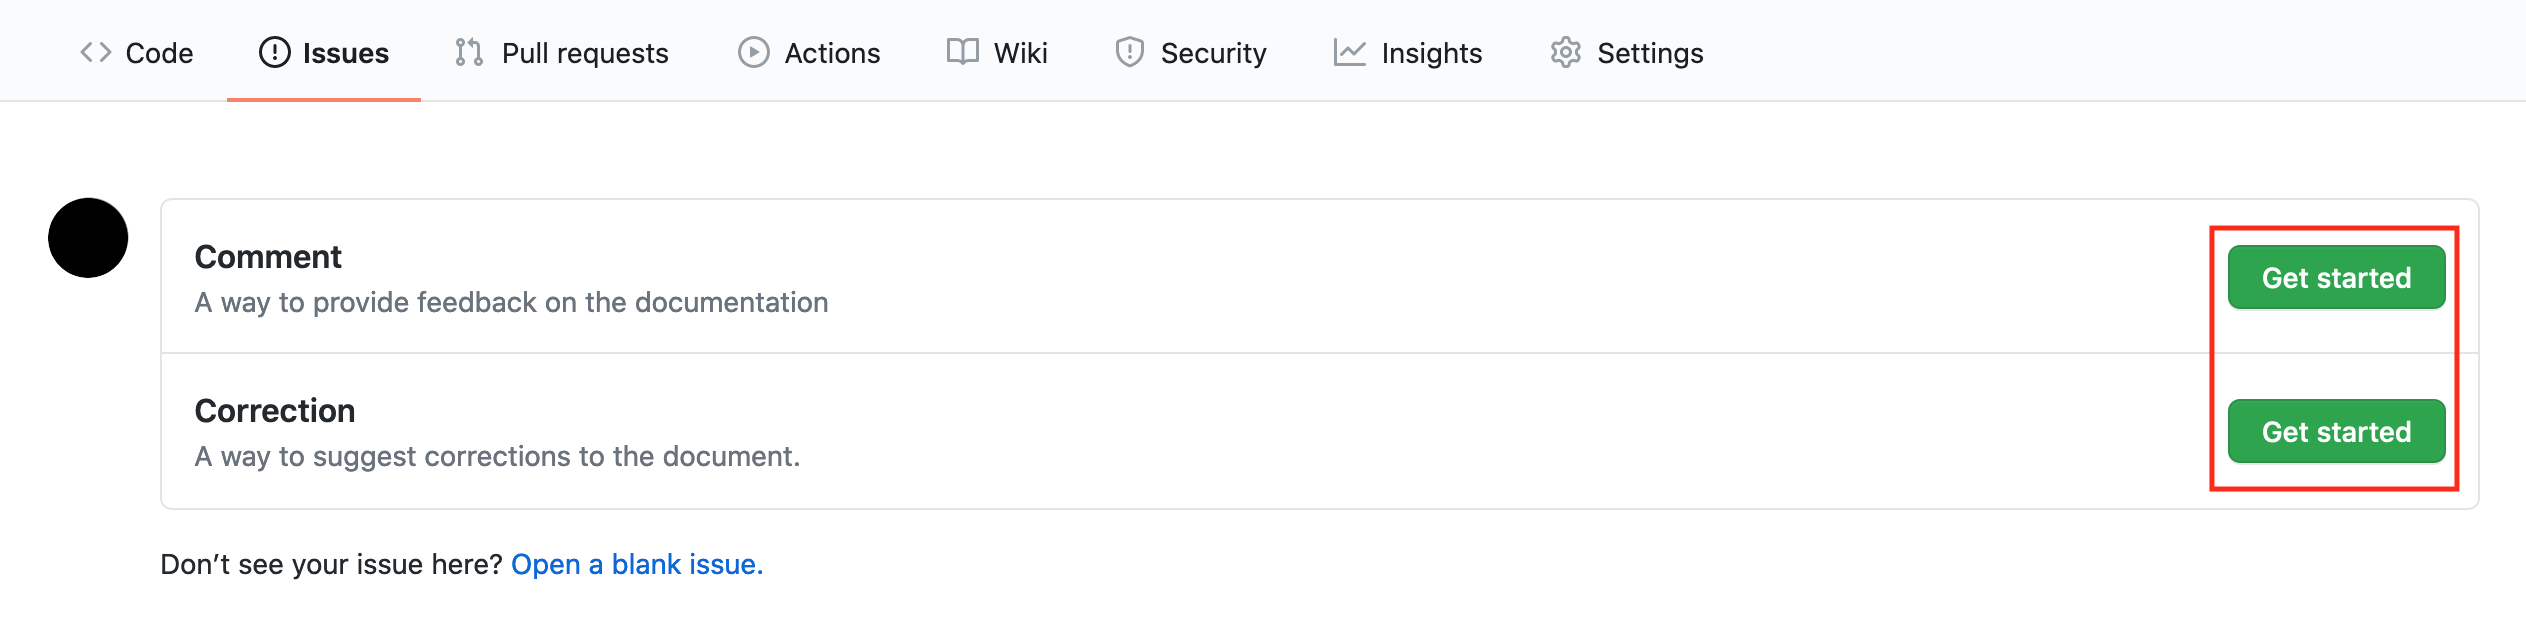 Code Issues Pull requests Actions Wiki Security Insights Settings
Comment
A way to provide feedback on the documentation
Get started
Correction
A way to suggest corrections to the document.
Get started
Don’t see your issue here? Open a blank issue.